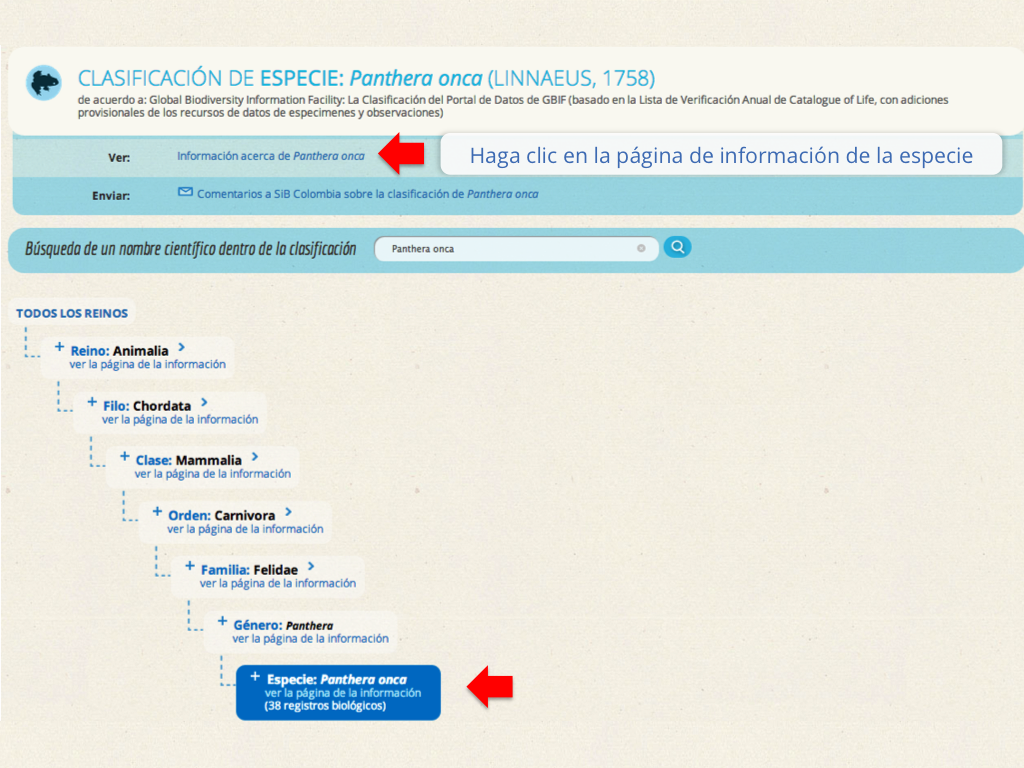 CLASIFICACIÓN DE ESPECIE: Panthera onca (LINNAEUS, 1758)
de acuerdo a: Global Biodiversity Information Facility: La Clasificación del Portal de Datos de GBIF (basado en la Lista de Verificación Anual de Catalogue of Life, con adiciones
provisionales de los recursos de datos de especimenes y observaciones)
Ver: Información acerca de Panthera onca
Haga clic en la página de información de la especie
Enviar: Comentarios a SiB Colombia sobre la clasificación de Panthera onca
Búsqueda de un nombre científico dentro de la clasificación Panthera onca
TODOS LOS REINOS
+ Reino: Animalia >
ver la página de la información
+ Filo: Chordata >
ver la página de la información
+ Clase: Mammalia >
ver la página de la información
+ Orden: Carnivora >
ver la página de la información
+ Familia: Felidae >
ver la página de la información
+ Género: Panthera
ver la página de la información
+ Especie: Panthera onca
ver la página de la información
(38 registros biológicos)